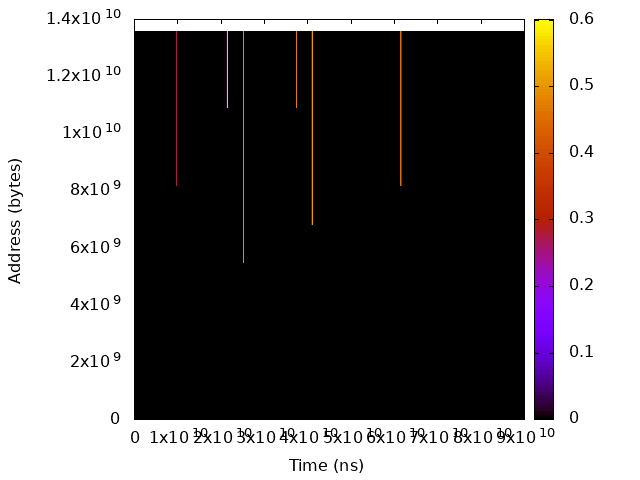 1.4x10 10
1.2x10 10
1x10 10
8x10 9
6x10 9
4x10 9
2x10 9
0
Address (bytes)
0 1x10 10 2x10 10 3x10 10 4x10 10 5x10 10 6x10 10 7x10 10 8x10 10 9x10 10
Time (ns)
0.6
0.5
0.4
0.3
0.2
0.1
0